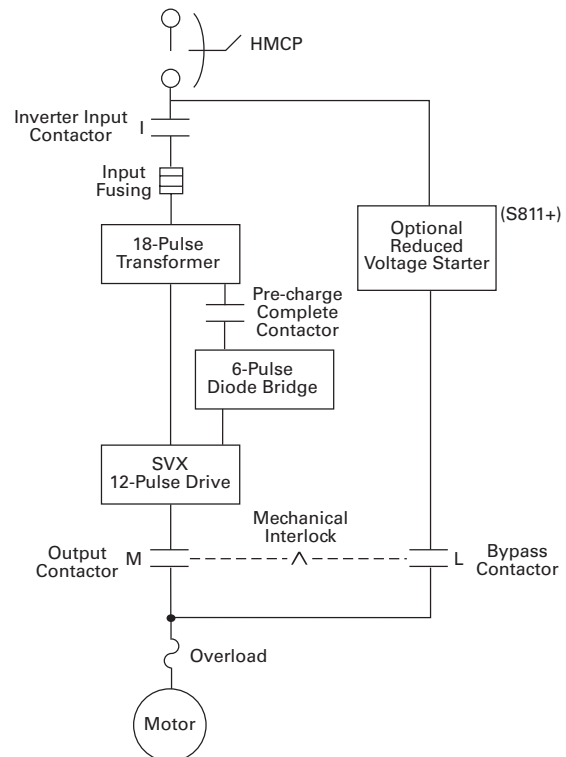 HMCP
Inverter Input
Contactor
I
Input
Fusing
(S811+)
Optional
Reduced
Voltage Starter
18-Pulse
Transformer
Pre-charge
Complete
Contactor
6-Pulse
Diode Bridge
SVX
12-Pulse Drive
Mechanical
Interlock
Output
Contactor
M
L
Bypass
Contactor
Overload
Motor